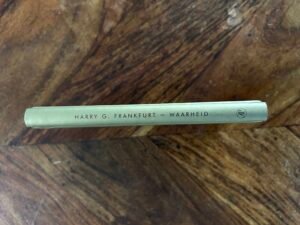 HARRY G. FRANKFURT – WAARHEID